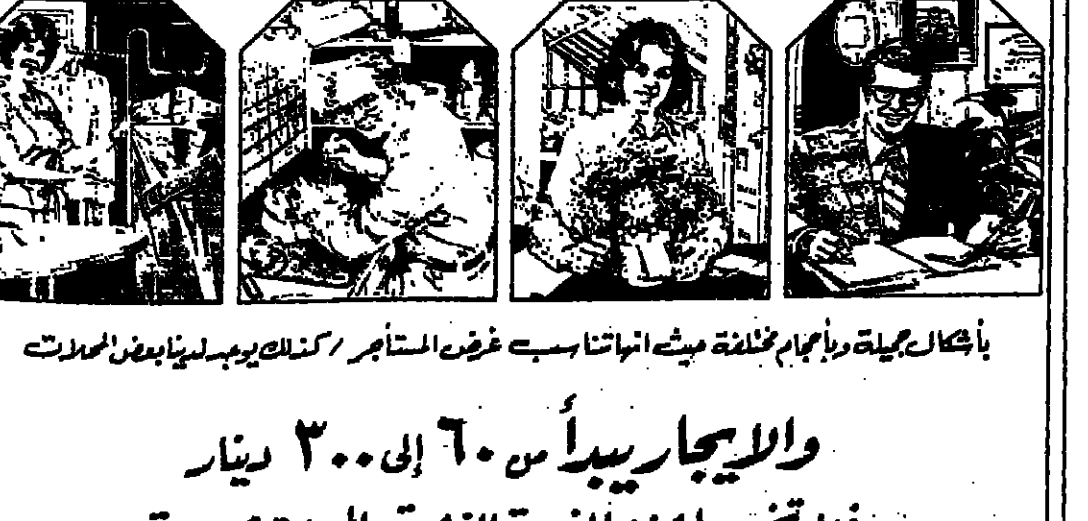 بأشكال جميلة وبأحجام مختلفة حيث انها تناسب غرض المستأجر / كذلك يوجد لدينا بعض المحلات
والايجار يبدأ من ٦٠ إلى ٣٠٠ دينار